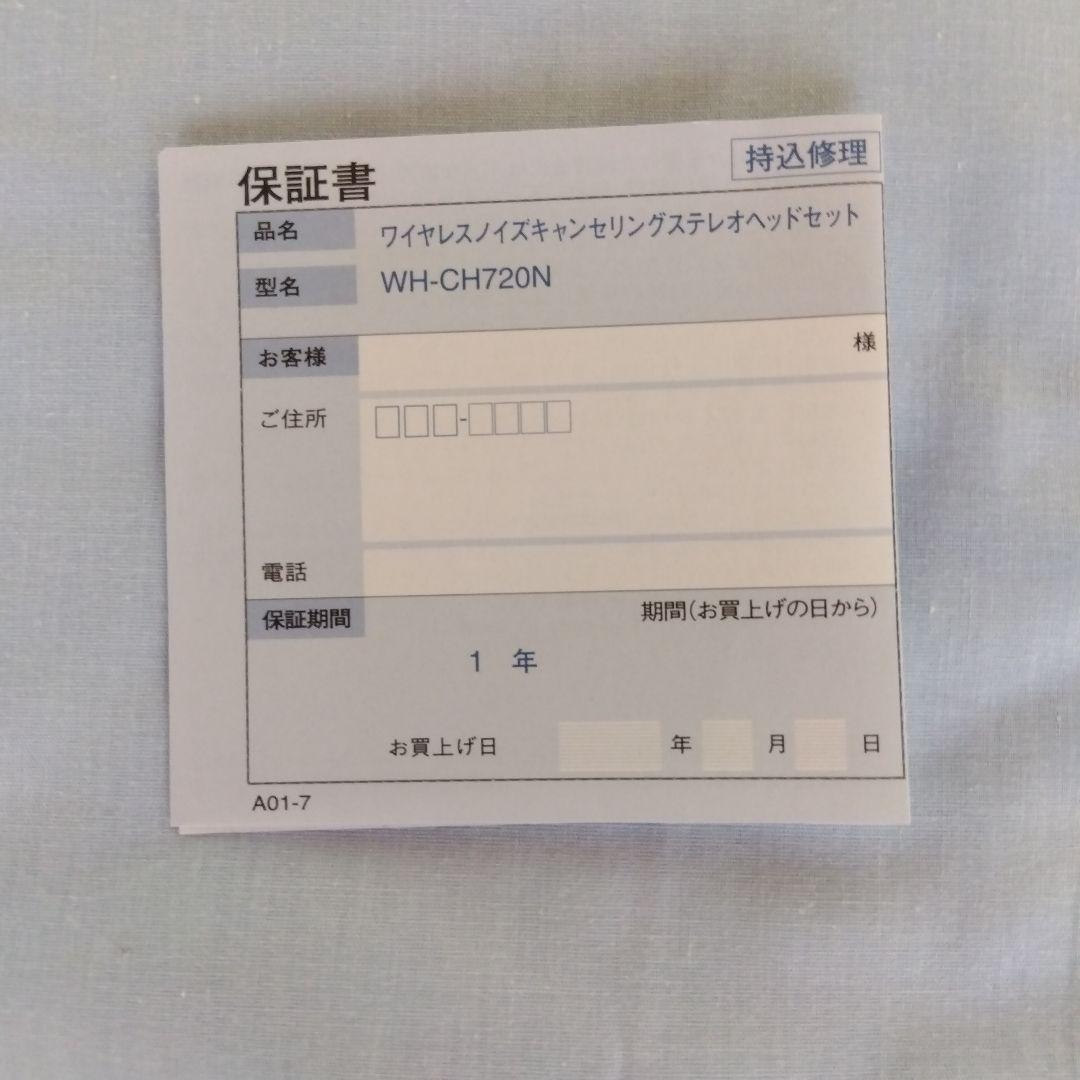 保証書
持込修理
品名 ワイヤレスノイズキャンセリングステレオヘッドセット
型名 WH-CH720N
お客様 様
ご住所 □□□-□□□□
電話
保証期間 期間(お買上げの日から)
1 年
お買上げ日 年 月 日
A01-7